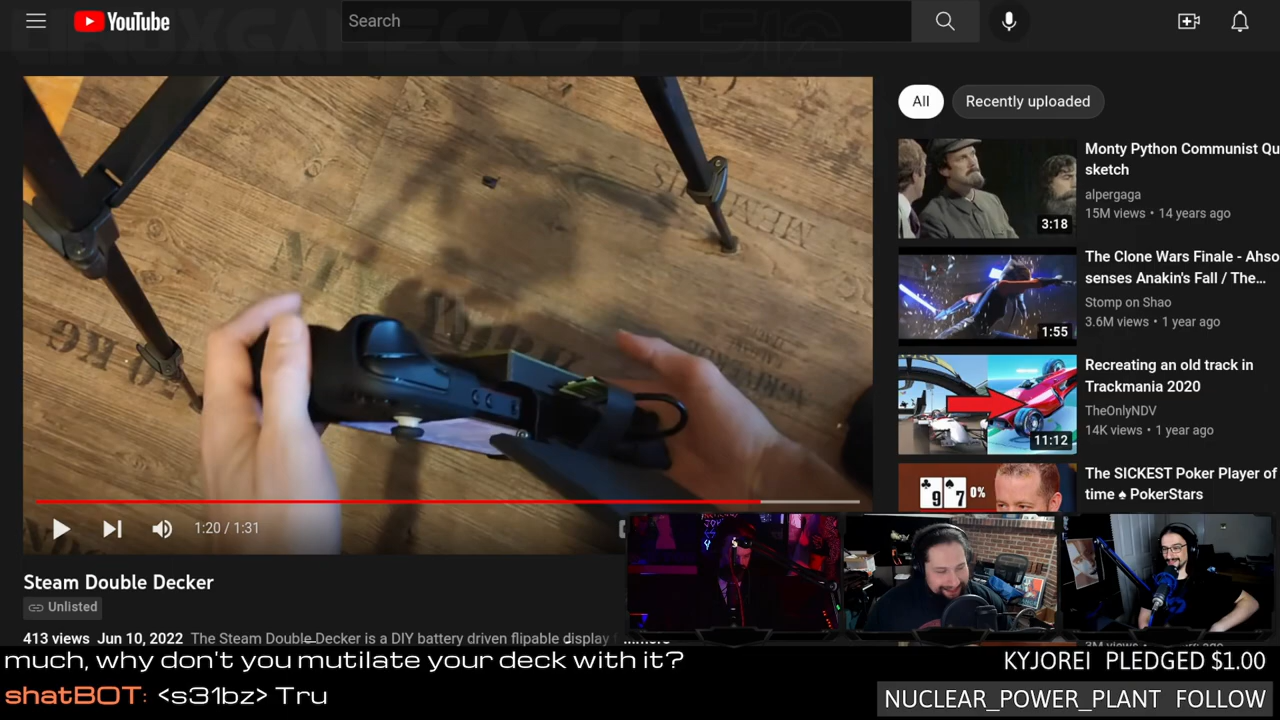 YouTube
Search
LINUXGAMECAST 512
All
Recently uploaded
Monty Python Communist Qu
sketch
alpergaga
15M views • 14 years ago
3:18
The Clone Wars Finale - Ahso
senses Anakin's Fall / The...
Stomp on Shao
3.6M views • 1 year ago
1:55
Recreating an old track in
Trackmania 2020
TheOnlyNDV
14K views • 1 year ago
11:12
The SICKEST Poker Player of
time ♠ PokerStars
9 7 0%
1:20 / 1:31
Steam Double Decker
Unlisted
413 views Jun 10, 2022 The Steam Double Decker is a DIY battery driven flipable display
much, why don't you mutilate your deck with it?
shatBOT: <s31bz> Tru
KYJOREI PLEDGED $1.00
NUCLEAR_POWER_PLANT FOLLOW